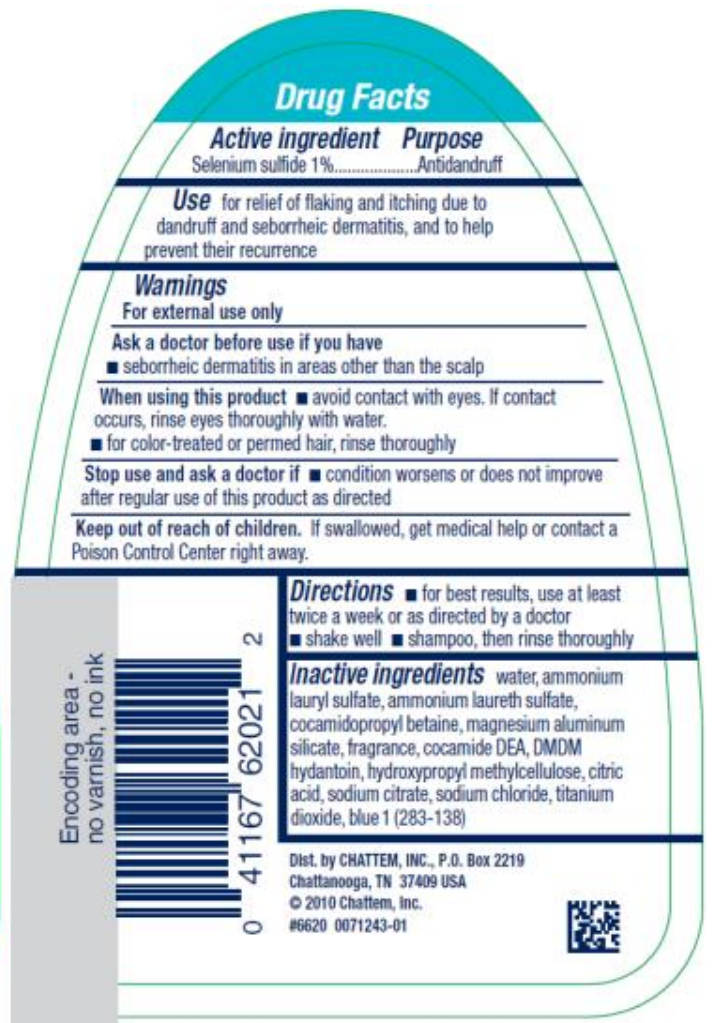 Drug Facts
Active ingredient Purpose
Selenium sulfide 1%....................Antidandruff
Use for relief of flaking and itching due to
dandruff and seborrheic dermatitis, and to help
prevent their recurrence
Warnings
For external use only
Ask a doctor before use if you have
■ seborrheic dermatitis in areas other than the scalp
When using this product ■ avoid contact with eyes. If contact
occurs, rinse eyes thoroughly with water.
■ for color-treated or permed hair, rinse thoroughly
Stop use and ask a doctor if ■ condition worsens or does not improve
after regular use of this product as directed
Keep out of reach of children. If swallowed, get medical help or contact a
Poison Control Center right away.
Directions ■ for best results, use at least
twice a week or as directed by a doctor
■ shake well ■ shampoo, then rinse thoroughly
Inactive ingredients water, ammonium
lauryl sulfate, ammonium laureth sulfate,
cocamidopropyl betaine, magnesium aluminum
silicate, fragrance, cocamide DEA, DMDM
hydantoin, hydroxypropyl methylcellulose, citric
acid, sodium citrate, sodium chloride, titanium
dioxide, blue 1 (283-138)
Dist. by CHATTEM, INC., P.O. Box 2219
Chattanooga, TN 37409 USA
© 2010 Chattem, Inc.
#6620 0071243-01
Encoding area -
no varnish, no ink
0 41167 62021 2